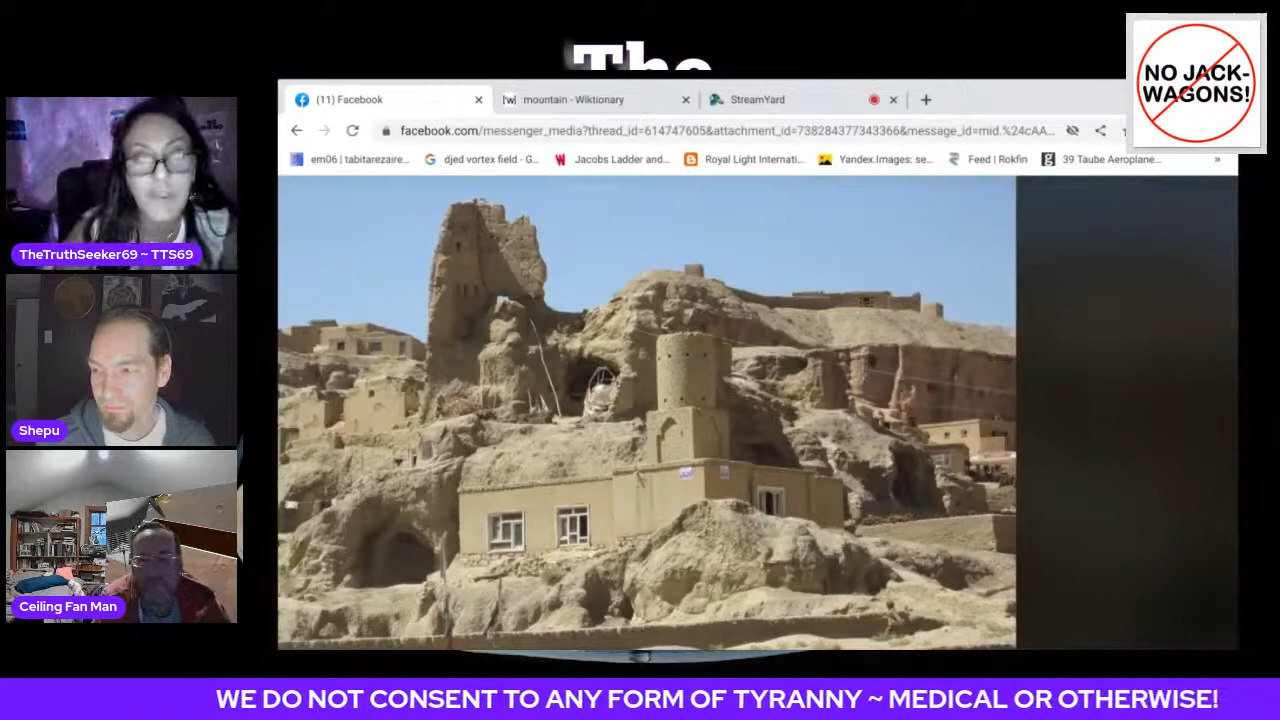 The
NO JACK-
WAGONS!
(11) Facebook
mountain - Wiktionary
StreamYard
facebook.com/messenger_media?thread_id=614747605&attachment_id=738284377343366&message_id=mid.%24cAA...
em06 | tabitarezaire...
djed vortex field - G...
Jacobs Ladder and...
Royal Light Internati...
Yandex.Images: se...
Feed | Rokfin
39 Taube Aeroplane...
TheTruthSeeker69 ~ TTS69
Shepu
Ceiling Fan Man
WE DO NOT CONSENT TO ANY FORM OF TYRANNY ~ MEDICAL OR OTHERWISE!